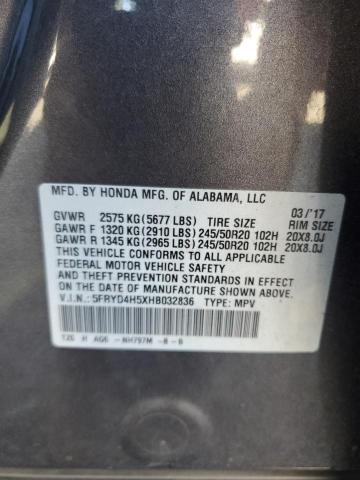 MFD. BY HONDA MFG. OF ALABAMA, LLC 03/'17
GVWR 2575 KG (5677 LBS) TIRE SIZE RIM SIZE
GAWR F 1320 KG (2910 LBS) 245/50R20 102H 20X8.0J
GAWR R 1345 KG (2965 LBS) 245/50R20 102H 20X8.0J
THIS VEHICLE CONFORMS TO ALL APPLICABLE
FEDERAL MOTOR VEHICLE SAFETY
AND THEFT PREVENTION STANDARDS IN EFFECT
ON THE DATE OF MANUFACTURE SHOWN ABOVE.
V.I.N.: 5FRYD4H5XHB032836 TYPE: MPV
NH797M